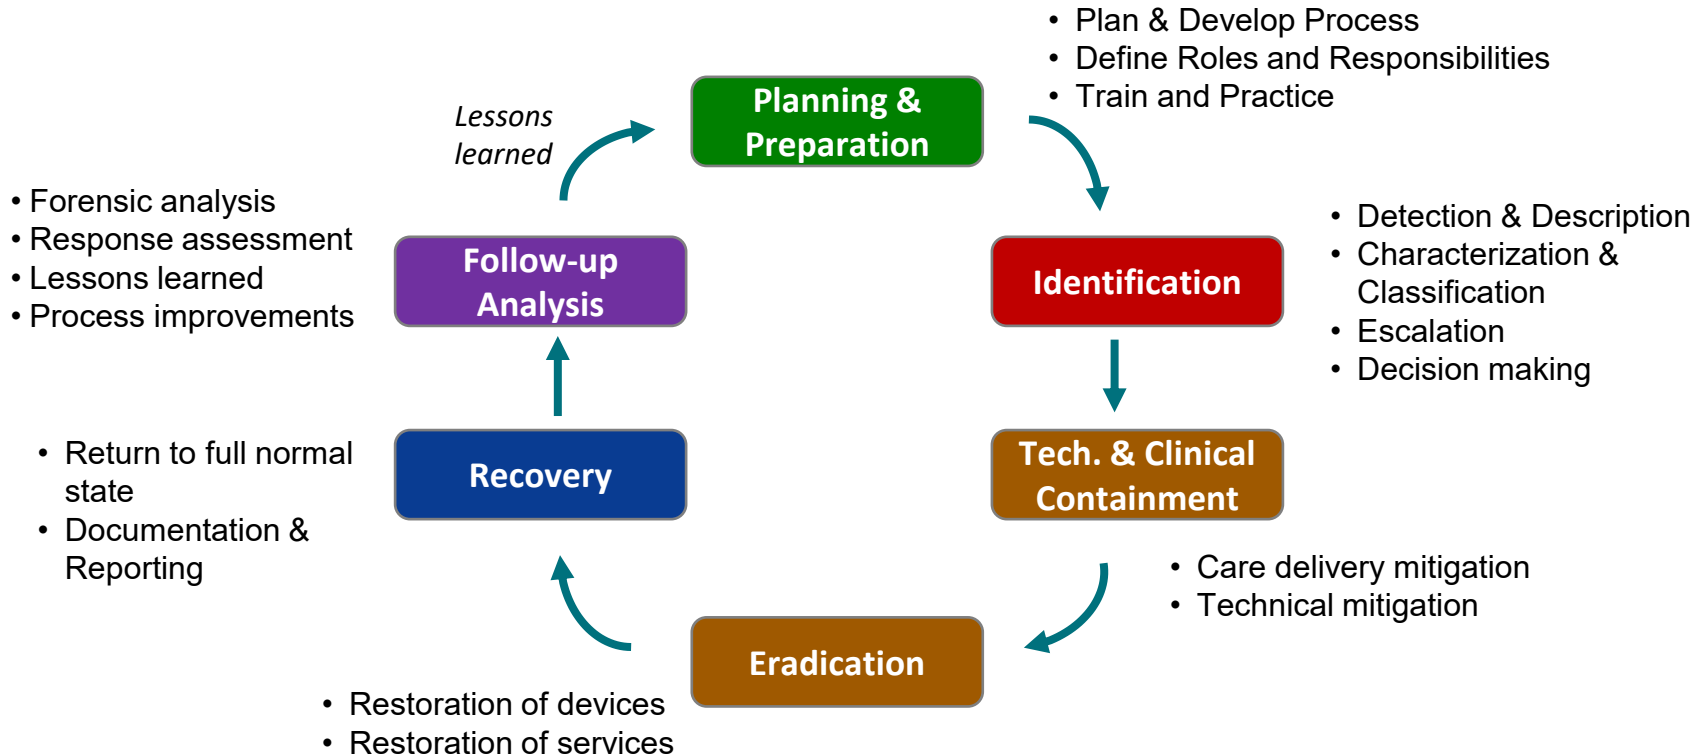 • Plan & Develop Process
• Define Roles and Responsibilities
• Train and Practice
Planning &
Preparation
Lessons
learned
• Detection & Description
• Characterization &
Classification
• Escalation
• Decision making
Identification
Tech. & Clinical
Containment
• Care delivery mitigation
• Technical mitigation
Eradication
• Restoration of devices
• Restoration of services
Recovery
• Return to full normal
state
• Documentation &
Reporting
Follow-up
Analysis
• Forensic analysis
• Response assessment
• Lessons learned
• Process improvements